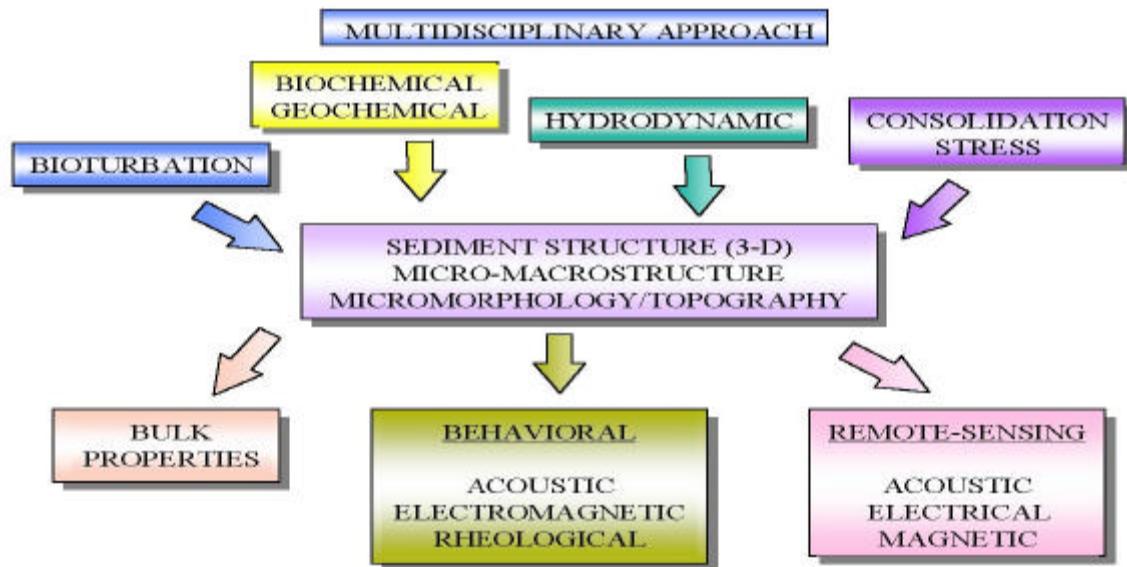 MULTIDISCIPLINARY APPROACH
BIOCHEMICAL
GEOCHEMICAL
HYDRODYNAMIC
CONSOLIDATION
STRESS
BIOTURBATION
SEDIMENT STRUCTURE (3-D)
MICRO-MACROSTRUCTURE
MICROMORPHOLOGY/TOPOGRAPHY
BULK
PROPERTIES
BEHAVIORAL
ACOUSTIC
ELECTROMAGNETIC
RHEOLOGICAL
REMOTE-SENSING
ACOUSTIC
ELECTRICAL
MAGNETIC